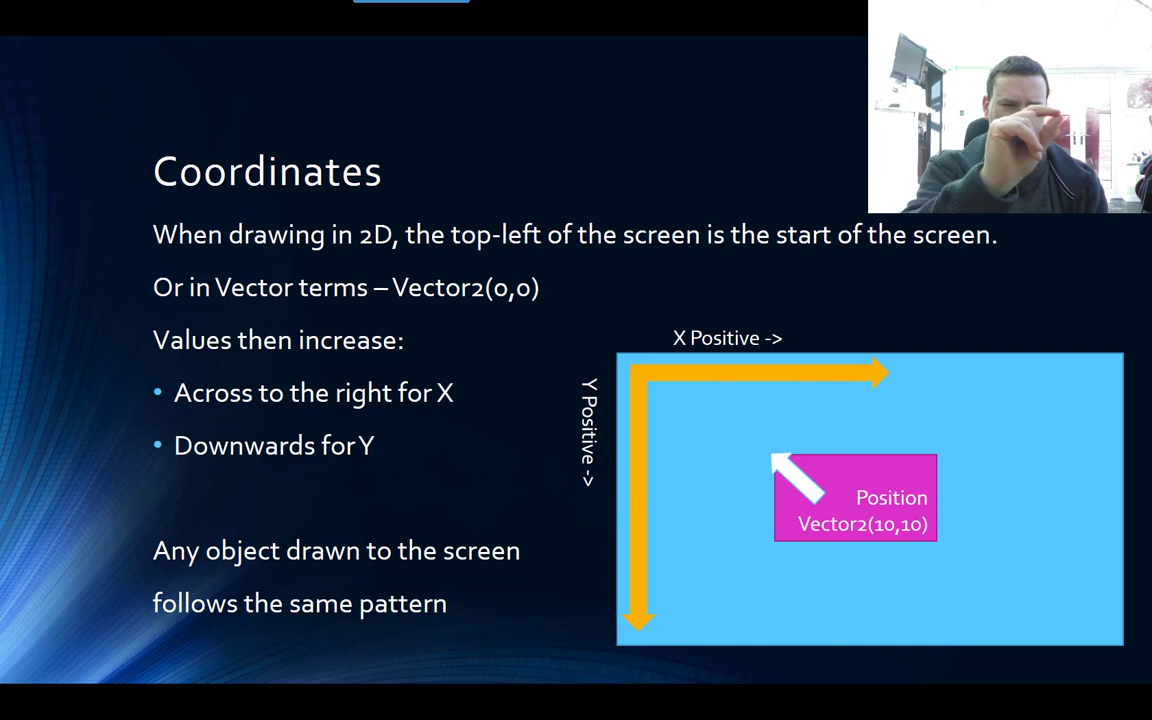 Coordinates
When drawing in 2D, the top-left of the screen is the start of the screen.
Or in Vector terms – Vector2(0,0)
Values then increase:
• Across to the right for X
• Downwards for Y
Any object drawn to the screen
follows the same pattern
X Positive ->
Y Positive ->
Position
Vector2(10,10)